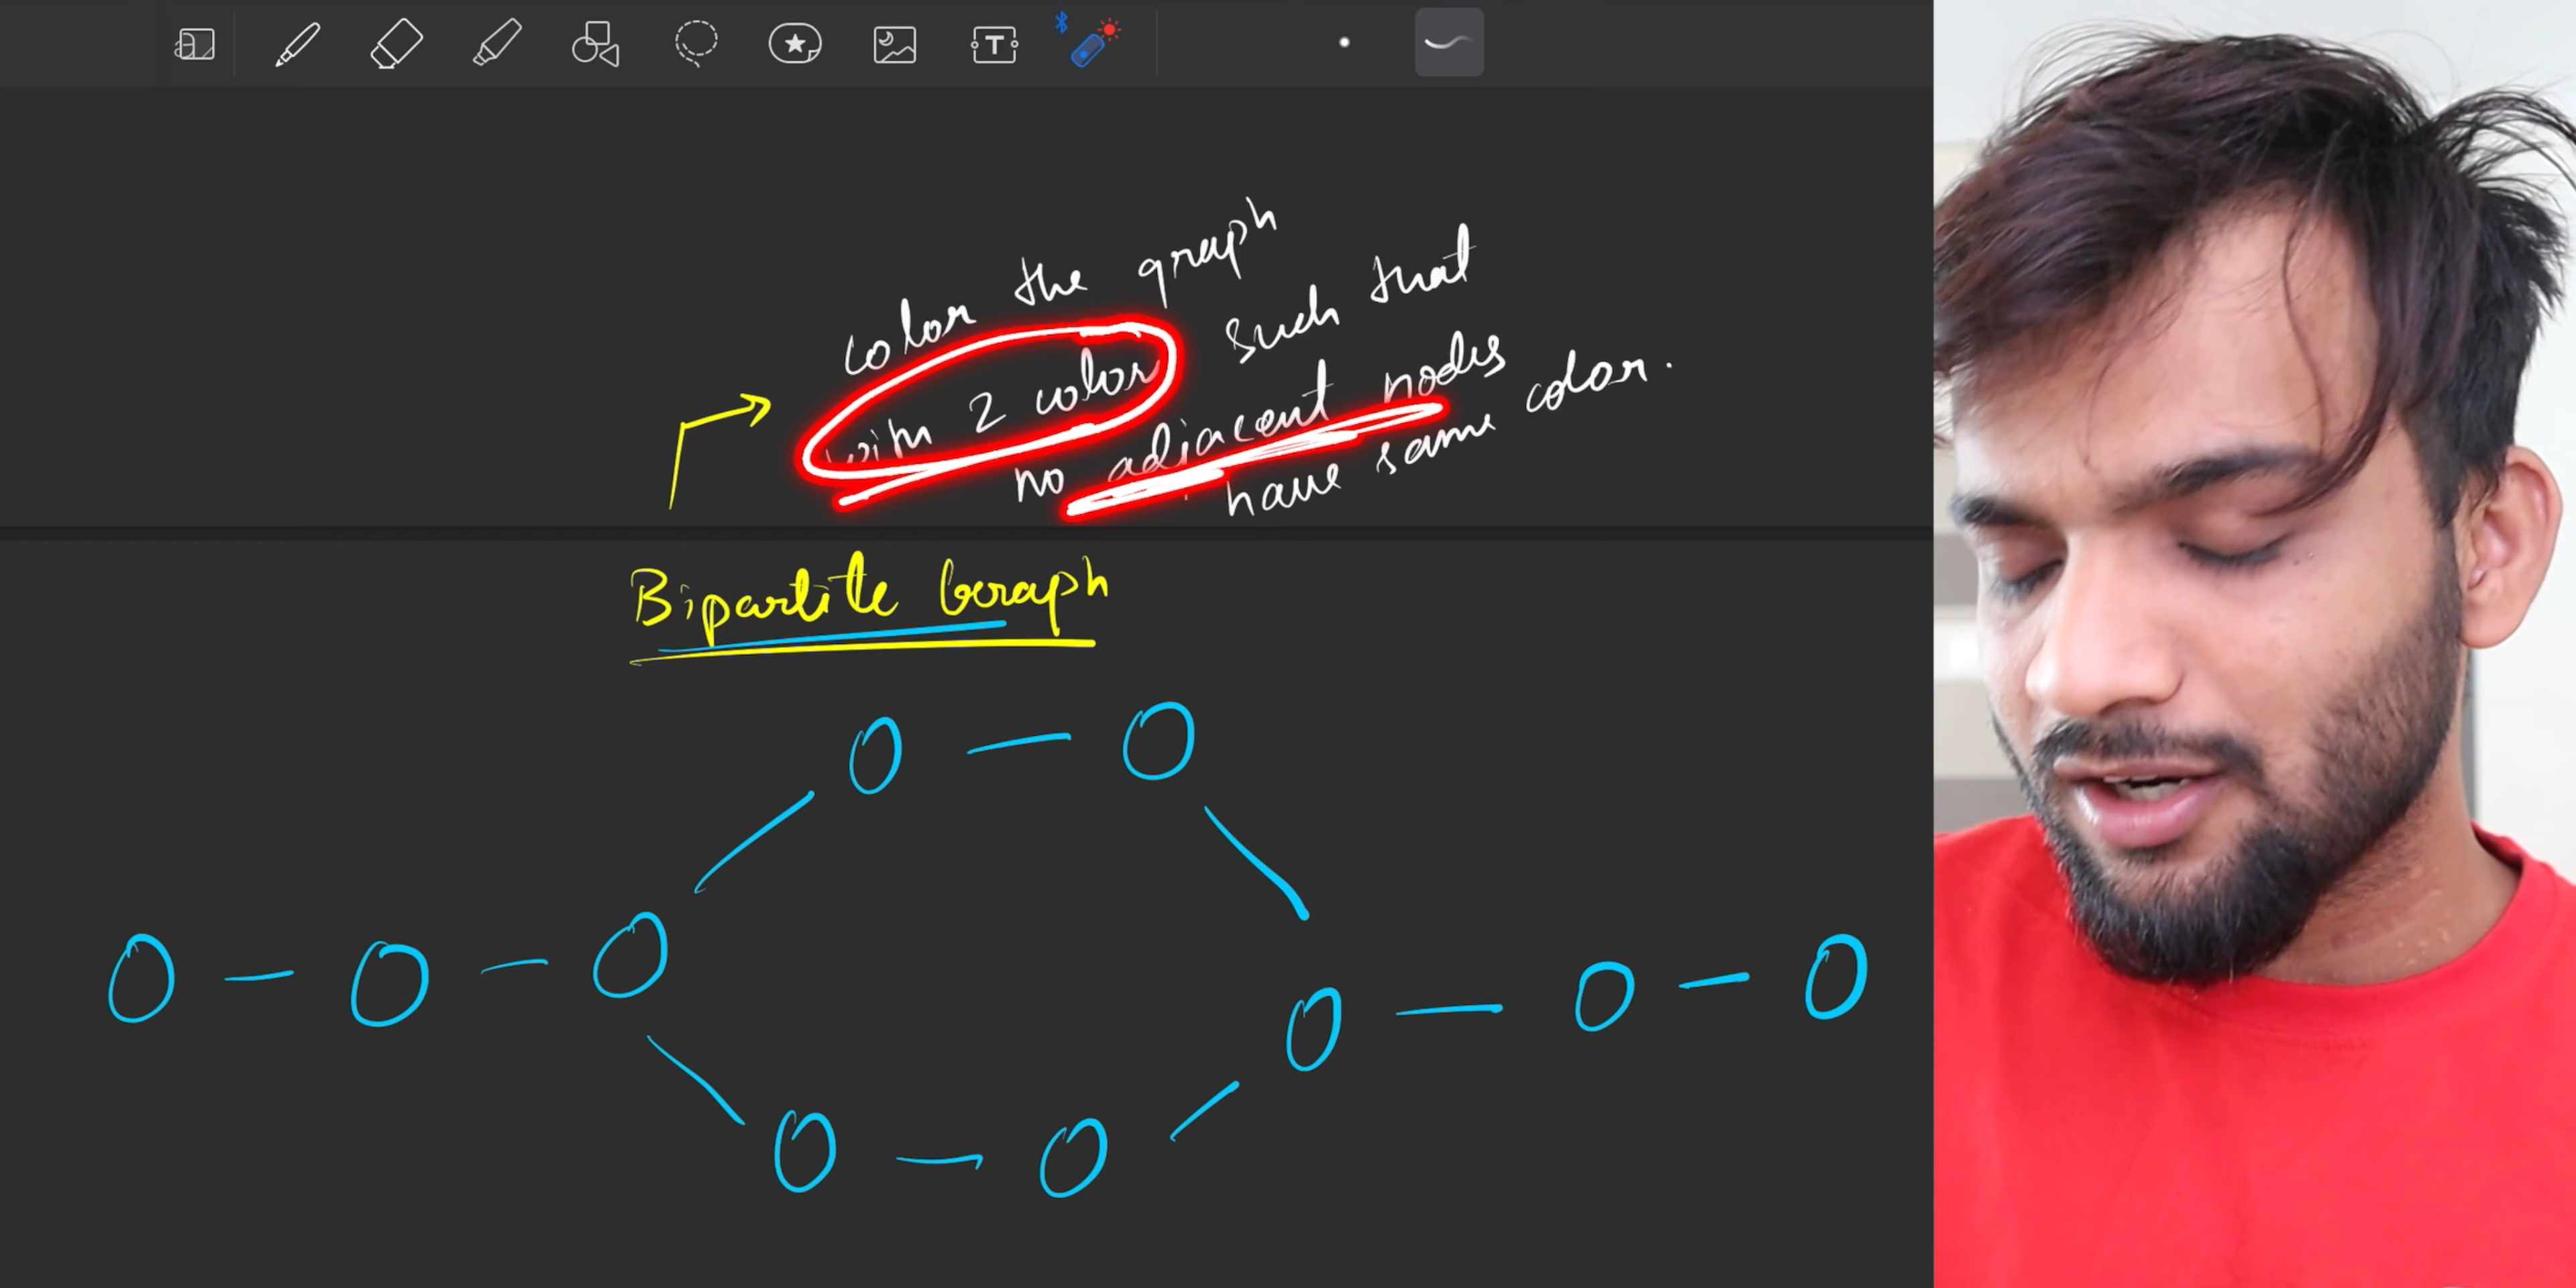 color the graph
with 2 color such that
no adjacent nodes
have same color.
Bipartite Graph